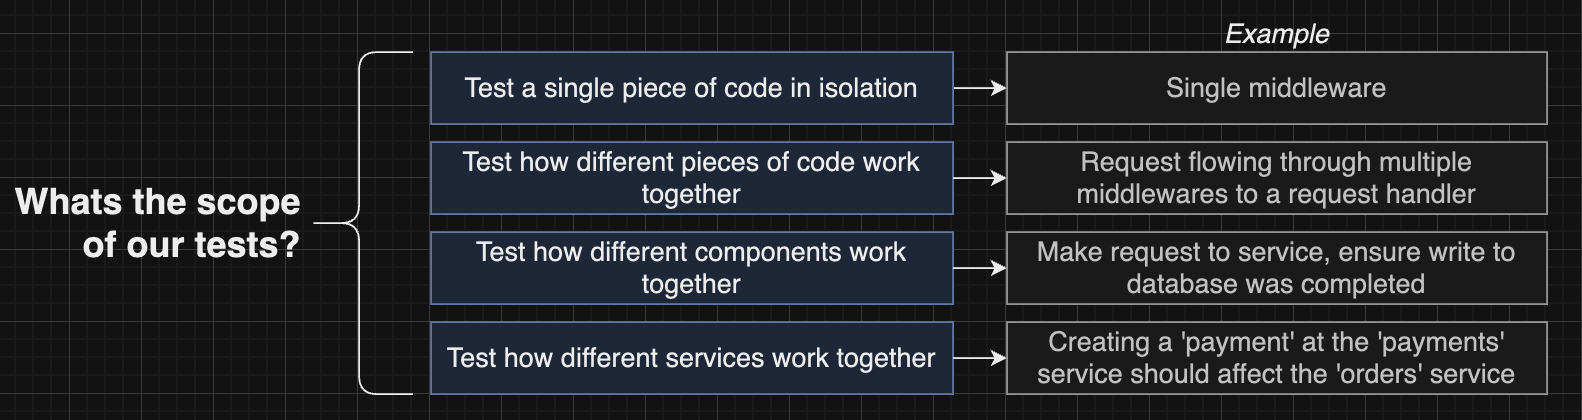 Example
Whats the scope
of our tests?
Test a single piece of code in isolation
Single middleware
Test how different pieces of code work
together
Request flowing through multiple
middlewares to a request handler
Test how different components work
together
Make request to service, ensure write to
database was completed
Test how different services work together
Creating a 'payment' at the 'payments'
service should affect the 'orders' service